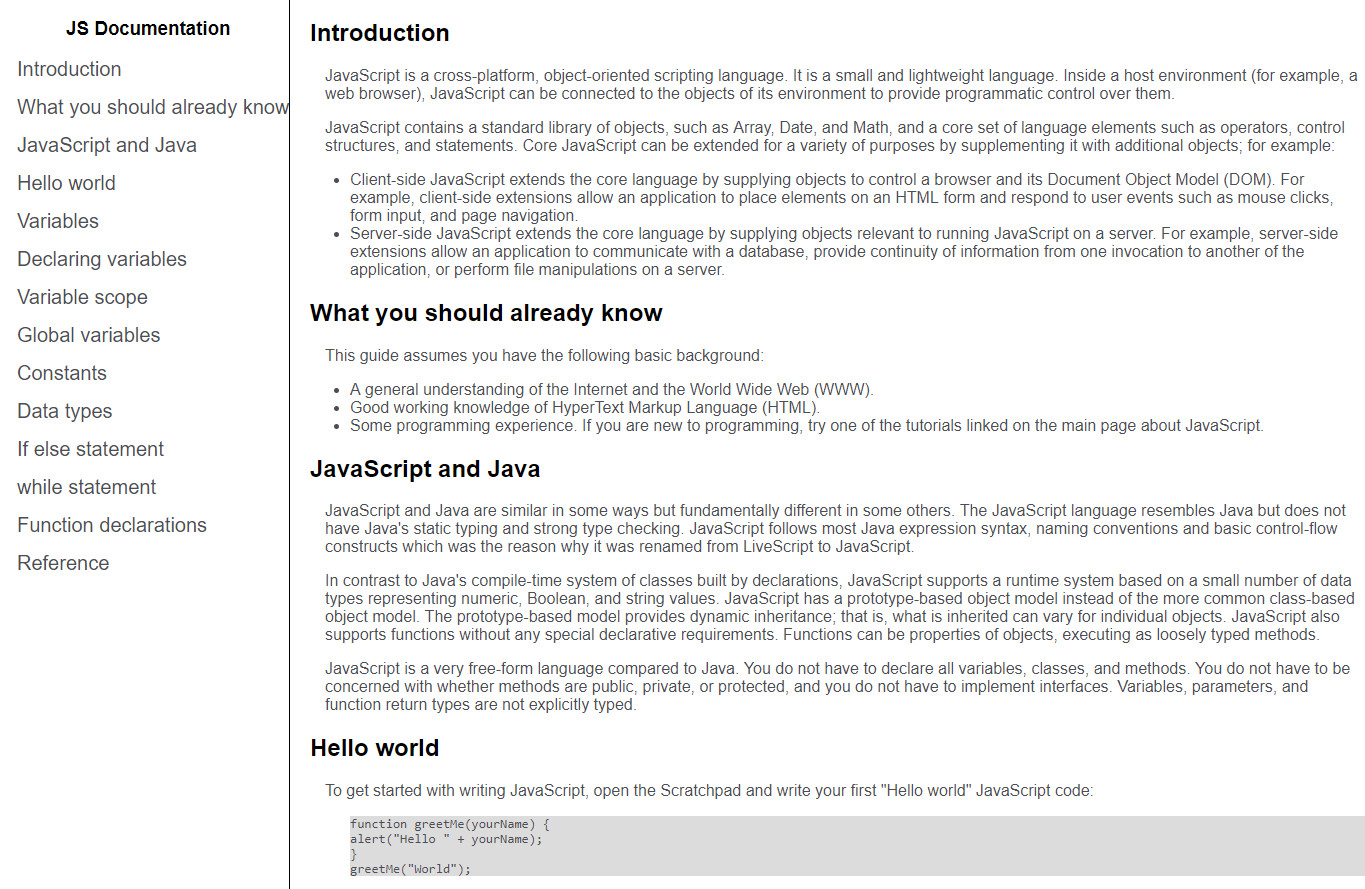 JS Documentation
Introduction
What you should already know
JavaScript and Java
Hello world
Variables
Declaring variables
Variable scope
Global variables
Constants
Data types
If else statement
while statement
Function declarations
Reference
Introduction
JavaScript is a cross-platform, object-oriented scripting language. It is a small and lightweight language. Inside a host environment (for example, a
web browser), JavaScript can be connected to the objects of its environment to provide programmatic control over them.
JavaScript contains a standard library of objects, such as Array, Date, and Math, and a core set of language elements such as operators, control
structures, and statements. Core JavaScript can be extended for a variety of purposes by supplementing it with additional objects; for example:
• Client-side JavaScript extends the core language by supplying objects to control a browser and its Document Object Model (DOM). For
example, client-side extensions allow an application to place elements on an HTML form and respond to user events such as mouse clicks,
form input, and page navigation.
• Server-side JavaScript extends the core language by supplying objects relevant to running JavaScript on a server. For example, server-side
extensions allow an application to communicate with a database, provide continuity of information from one invocation to another of the
application, or perform file manipulations on a server.
What you should already know
This guide assumes you have the following basic background:
• A general understanding of the Internet and the World Wide Web (WWW).
• Good working knowledge of HyperText Markup Language (HTML).
• Some programming experience. If you are new to programming, try one of the tutorials linked on the main page about JavaScript.
JavaScript and Java
JavaScript and Java are similar in some ways but fundamentally different in some others. The JavaScript language resembles Java but does not
have Java's static typing and strong type checking. JavaScript follows most Java expression syntax, naming conventions and basic control-flow
constructs which was the reason why it was renamed from LiveScript to JavaScript.
In contrast to Java's compile-time system of classes built by declarations, JavaScript supports a runtime system based on a small number of data
types representing numeric, Boolean, and string values. JavaScript has a prototype-based object model instead of the more common class-based
object model. The prototype-based model provides dynamic inheritance; that is, what is inherited can vary for individual objects. JavaScript also
supports functions without any special declarative requirements. Functions can be properties of objects, executing as loosely typed methods.
JavaScript is a very free-form language compared to Java. You do not have to declare all variables, classes, and methods. You do not have to be
concerned with whether methods are public, private, or protected, and you do not have to implement interfaces. Variables, parameters, and
function return types are not explicitly typed.
Hello world
To get started with writing JavaScript, open the Scratchpad and write your first "Hello world" JavaScript code:
function greetMe(yourName) {
alert("Hello " + yourName);
}
greetMe("World");